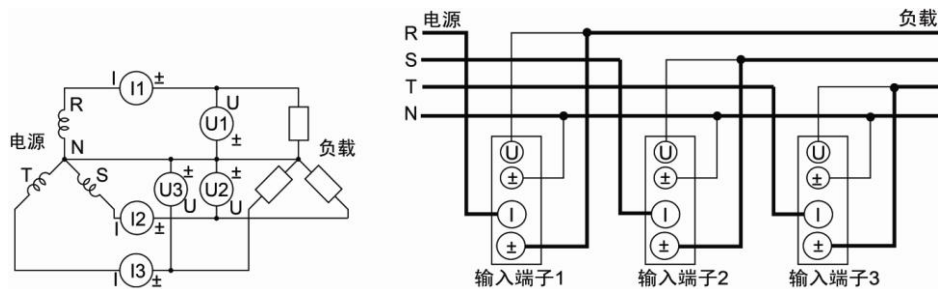 I I1 ±
R
U
U1
±
电源
N
负载
T
S
±
U3
U
±
U2
U
I I2 ±
I I3 ±
电源
负载
R
S
T
N
U
±
I
±
输入端子1
U
±
I
±
输入端子2
U
±
I
±
输入端子3